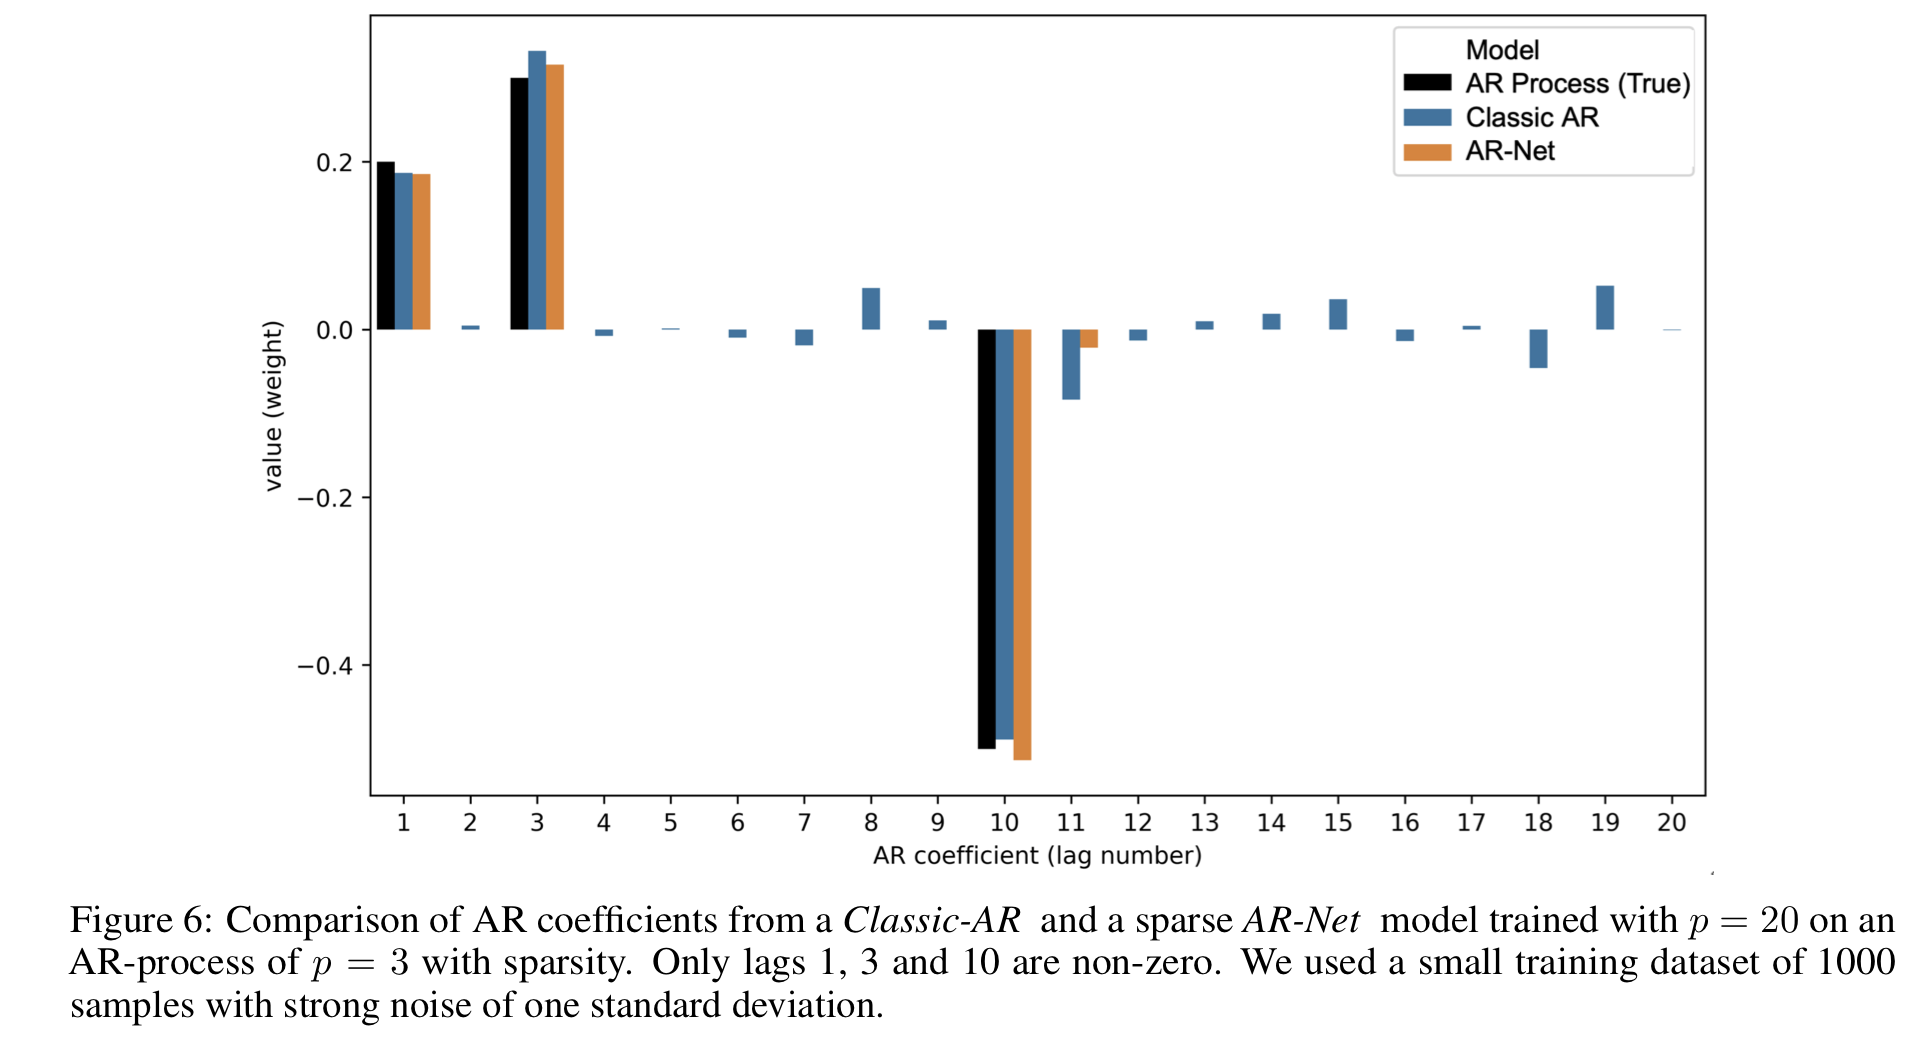 Model
AR Process (True)
Classic AR
AR-Net
0.2
0.0
−0.2
−0.4
value (weight)
1 2 3 4 5 6 7 8 9 10 11 12 13 14 15 16 17 18 19 20
AR coefficient (lag number)
Figure 6: Comparison of AR coefficients from a Classic-AR and a sparse AR-Net model trained with p = 20 on an
AR-process of p = 3 with sparsity. Only lags 1, 3 and 10 are non-zero. We used a small training dataset of 1000
samples with strong noise of one standard deviation.